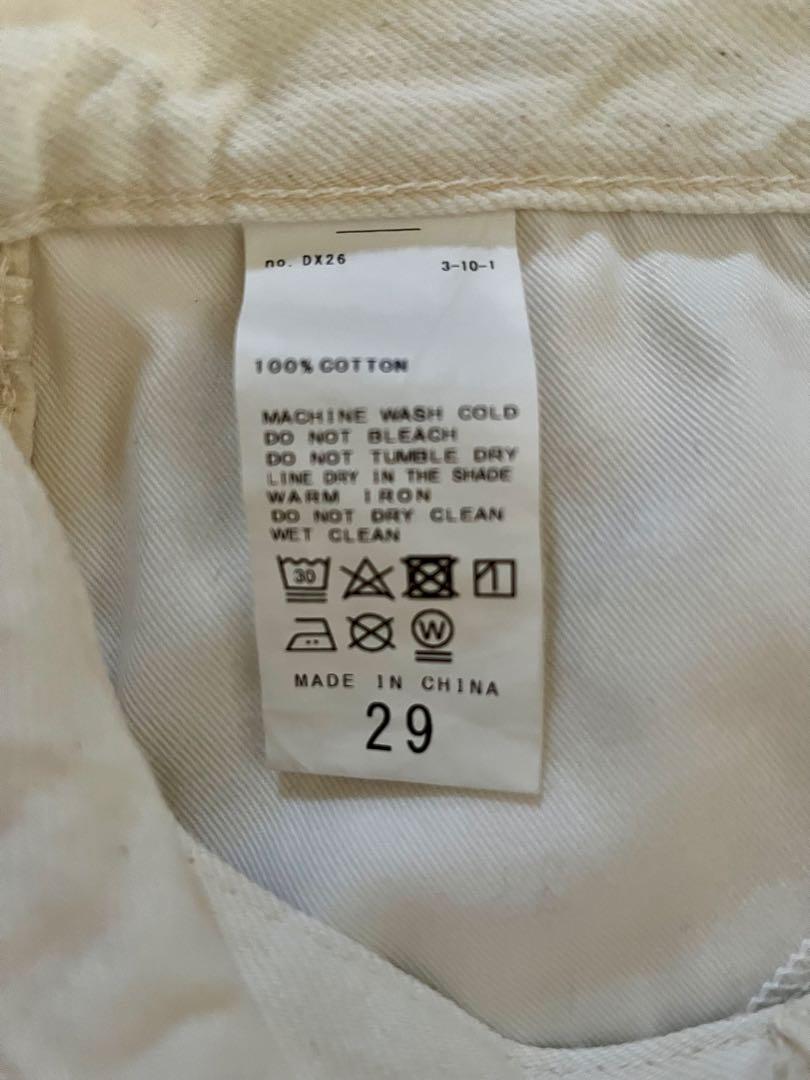 no. DX26 3-10-1
100% COTTON
MACHINE WASH COLD
DO NOT BLEACH
DO NOT TUMBLE DRY
LINE DRY IN THE SHADE
WARM IRON
DO NOT DRY CLEAN
WET CLEAN
30
W
MADE IN CHINA
29